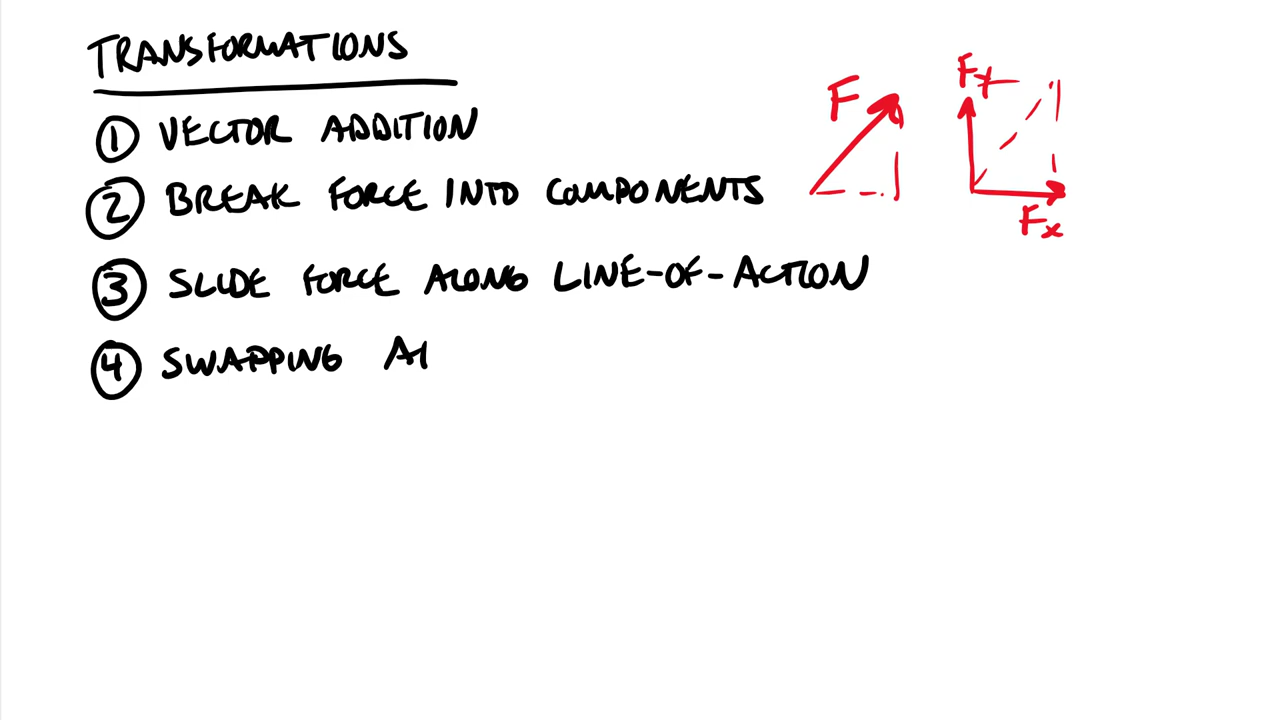 TRANSFORMATIONS
① VECTOR ADDITION
② BREAK FORCE INTO COMPONENTS
③ SLIDE FORCE ALONG LINE-OF-ACTION
④ SWAPPING
F
Fy
Fx